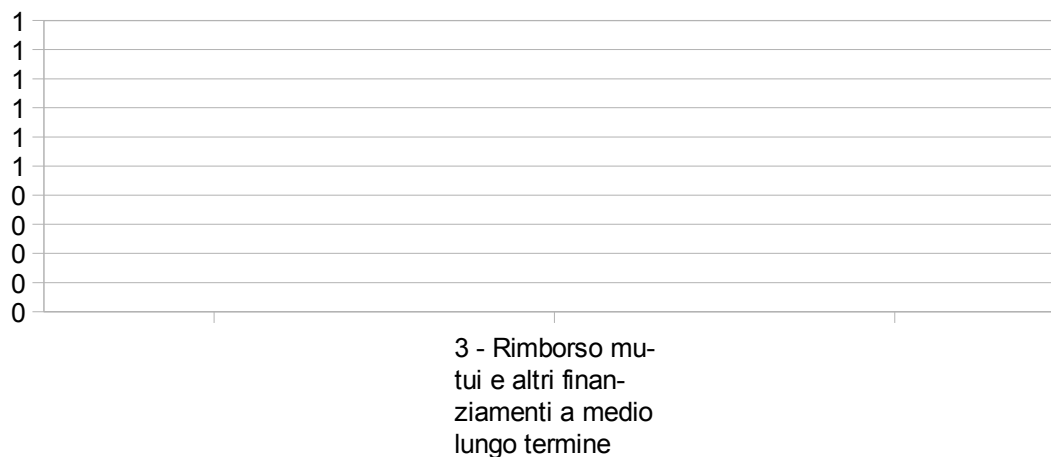 1
1
1
1
1
1
0
0
0
0
0
3 - Rimborso mu-
tui e altri finan-
ziamenti a medio
lungo termine